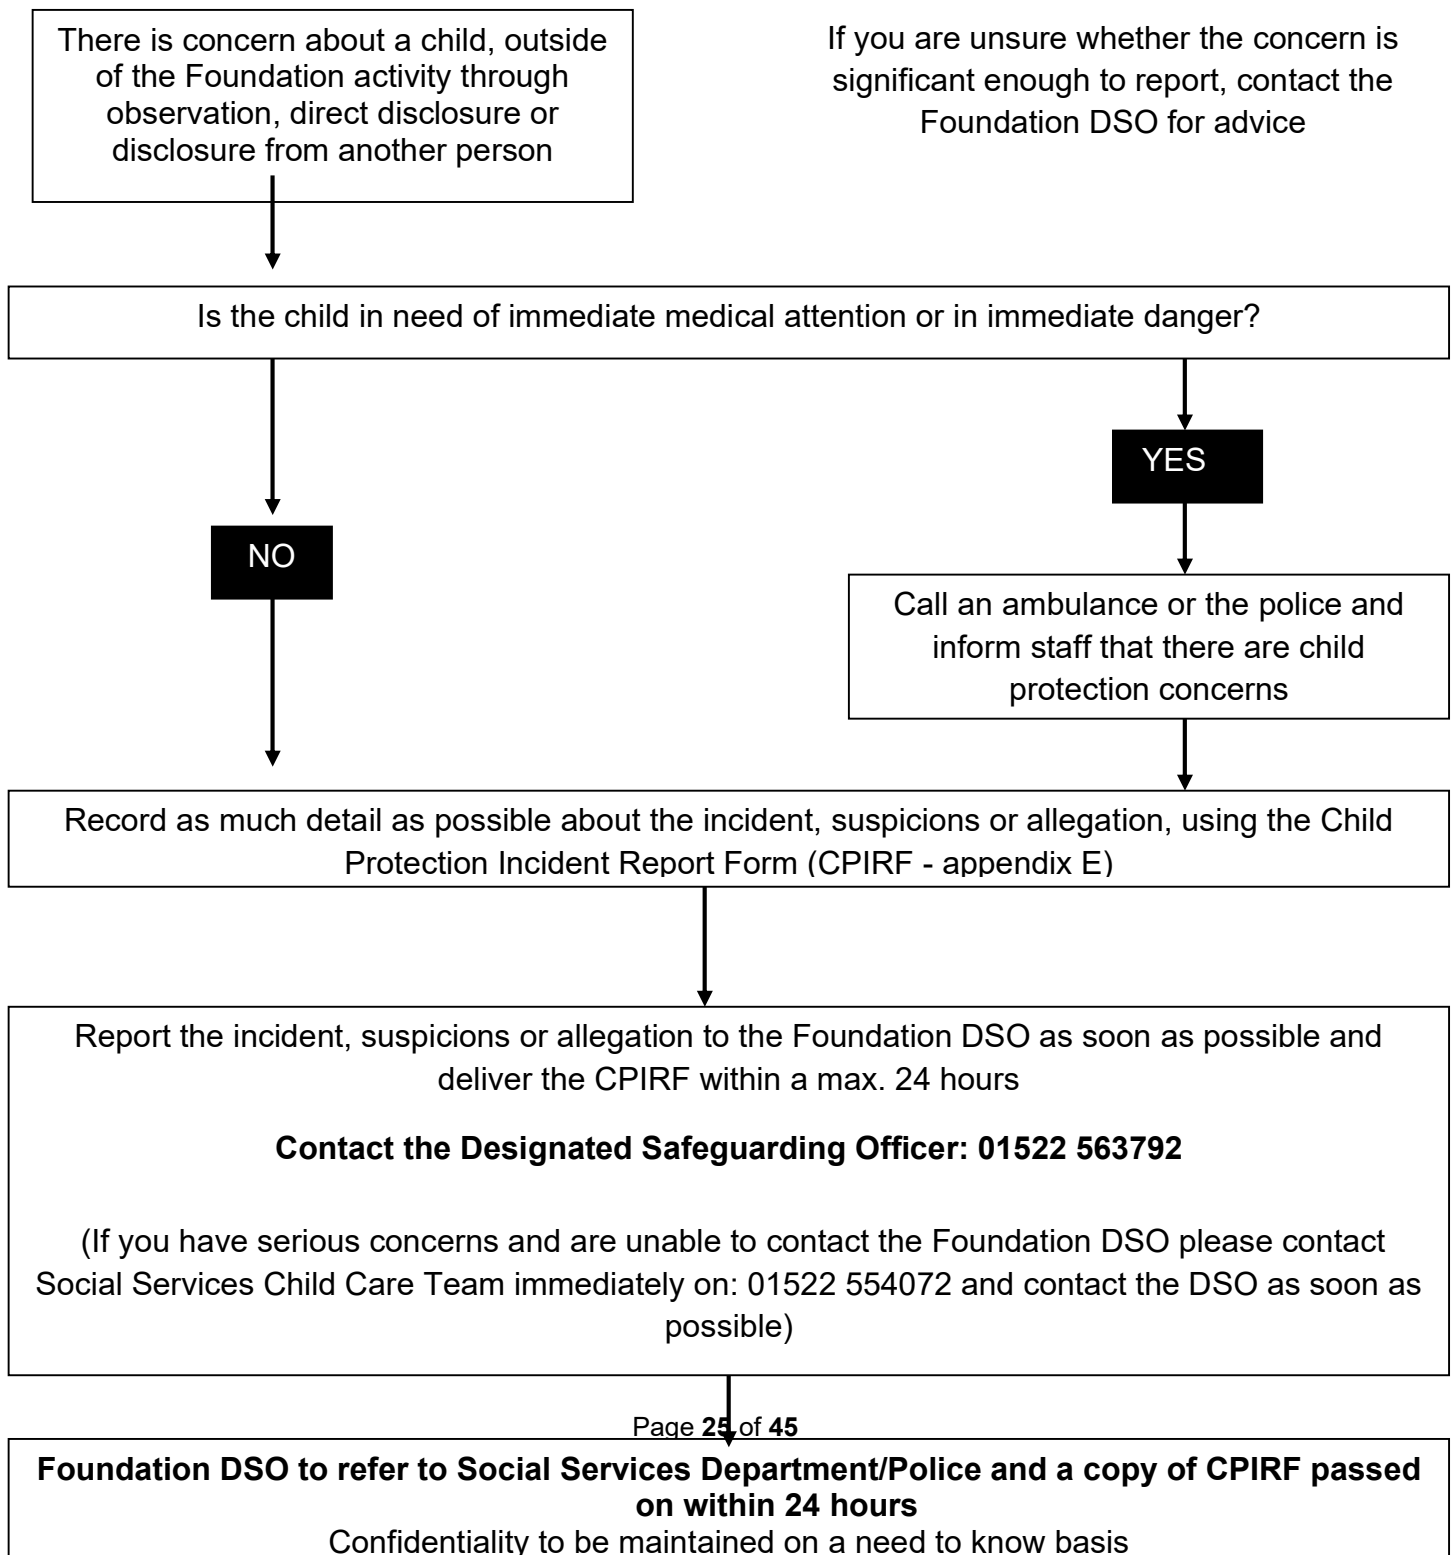 There is concern about a child, outside
of the Foundation activity through
observation, direct disclosure or
disclosure from another person
If you are unsure whether the concern is
significant enough to report, contact the
Foundation DSO for advice
Is the child in need of immediate medical attention or in immediate danger?
YES
NO
Call an ambulance or the police and
inform staff that there are child
protection concerns
Record as much detail as possible about the incident, suspicions or allegation, using the Child
Protection Incident Report Form (CPIRF - appendix E)
Report the incident, suspicions or allegation to the Foundation DSO as soon as possible and
deliver the CPIRF within a max. 24 hours
Contact the Designated Safeguarding Officer: 01522 563792
(If you have serious concerns and are unable to contact the Foundation DSO please contact
Social Services Child Care Team immediately on: 01522 554072 and contact the DSO as soon as
possible)
Page 25 of 45
Foundation DSO to refer to Social Services Department/Police and a copy of CPIRF passed
on within 24 hours
Confidentiality to be maintained on a need to know basis